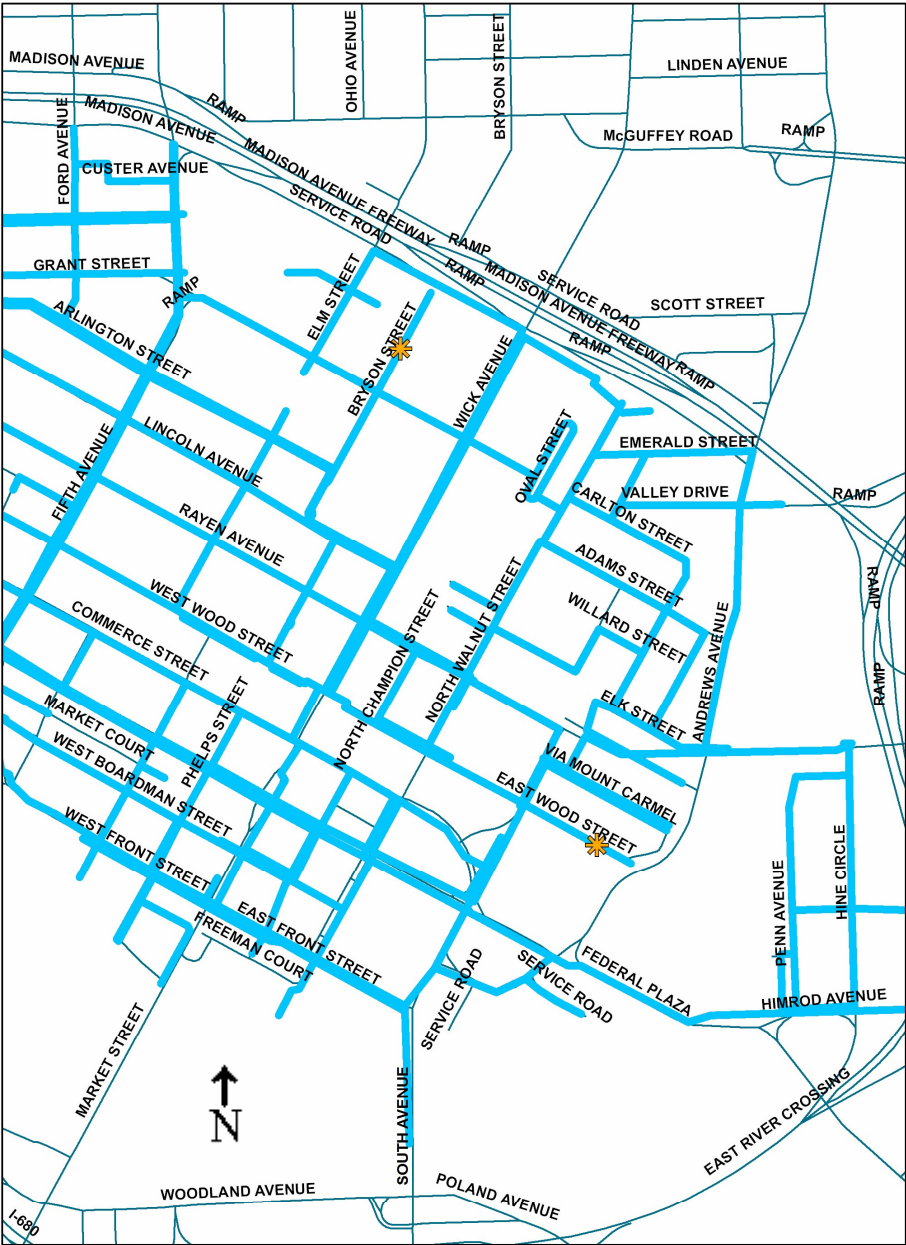 MADISON AVENUE
OHIO AVENUE
BRYSON STREET
LINDEN AVENUE
FORD AVENUE
MADISON AVENUE
RAMP
McGUFFEY ROAD
RAMP
CUSTER AVENUE
MADISON AVENUE FREEWAY
SERVICE ROAD
RAMP
GRANT STREET
RAMP
RAMP
MADISON AVENUE FREEWAY
SERVICE ROAD
SCOTT STREET
ELM STREET
ARLINGTON STREET
BRYSON STREET
WICK AVENUE
RAMP
RAMP
LINCOLN AVENUE
FIFTH AVENUE
OVAL STREET
EMERALD STREET
VALLEY DRIVE
RAMP
CARLTON STREET
RAYEN AVENUE
ADAMS STREET
RAMP
WEST WOOD STREET
WILLARD STREET
COMMERCE STREET
NORTH CHAMPION STREET
NORTH WALNUT STREET
ANDREWS AVENUE
RAMP
ELK STREET
MARKET COURT
PHELPS STREET
WEST BOARDMAN STREET
VIA MOUNT CARMEL
EAST WOOD STREET
WEST FRONT STREET
PENN AVENUE
HINE CIRCLE
EAST FRONT STREET
FREEMAN COURT
SERVICE ROAD
SERVICE ROAD
FEDERAL PLAZA
HIMROD AVENUE
MARKET STREET
N
SOUTH AVENUE
EAST RIVER CROSSING
WOODLAND AVENUE
POLAND AVENUE
I-680